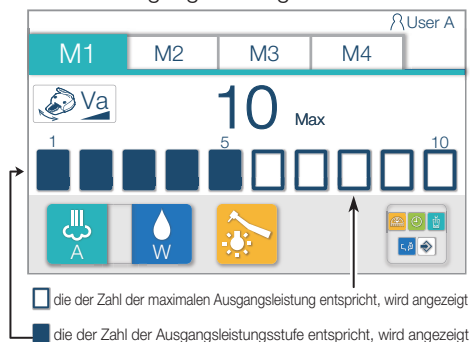 User A
M1 M2 M3 M4
Va 10 Max
1 5 10
A W
die der Zahl der maximalen Ausgangsleistung entspricht, wird angezeigt
die der Zahl der Ausgangsleistungsstufe entspricht, wird angezeigt